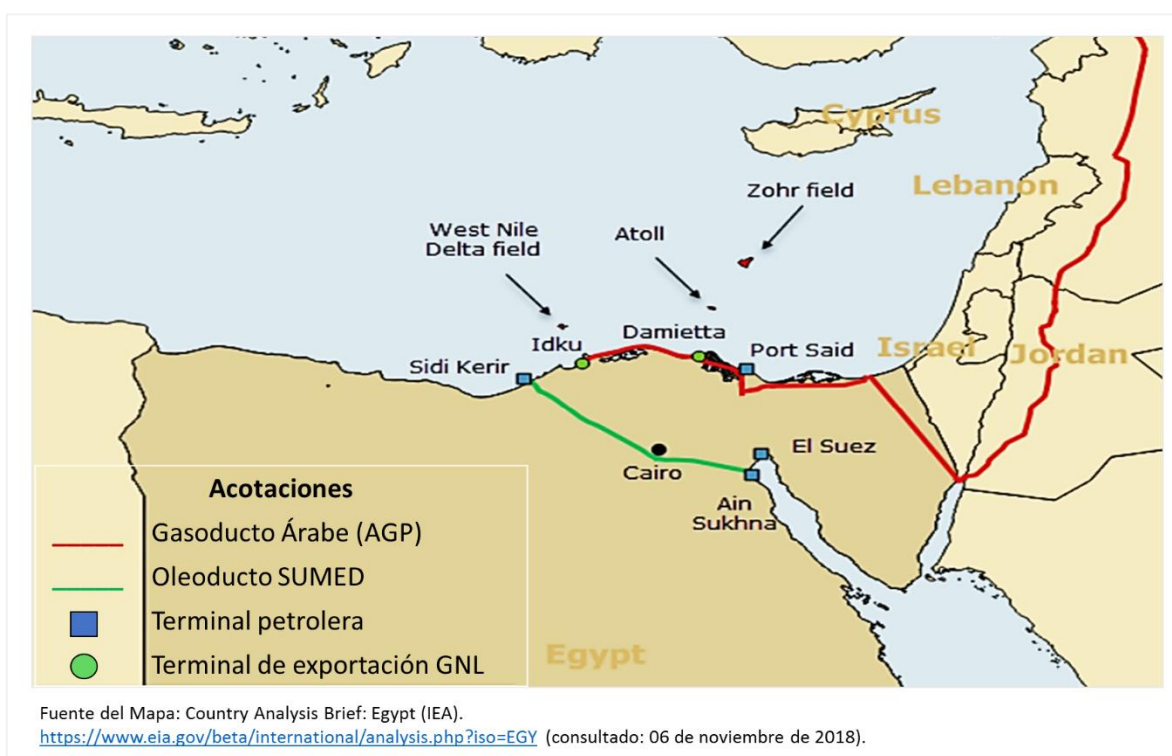 Cyprus
Lebanon
Zohr field
West Nile
Delta field
Atoll
Damietta
Idku
Port Said
Israel
Jordan
Sidi Kerir
El Suez
Cairo
Ain
Sukhna
Egypt
Acotaciones
Gasoducto Árabe (AGP)
Oleoducto SUMED
Terminal petrolera
Terminal de exportación GNL
Fuente del Mapa: Country Analysis Brief: Egypt (IEA).
https://www.eia.gov/beta/international/analysis.php?iso=EGY (consultado: 06 de noviembre de 2018).